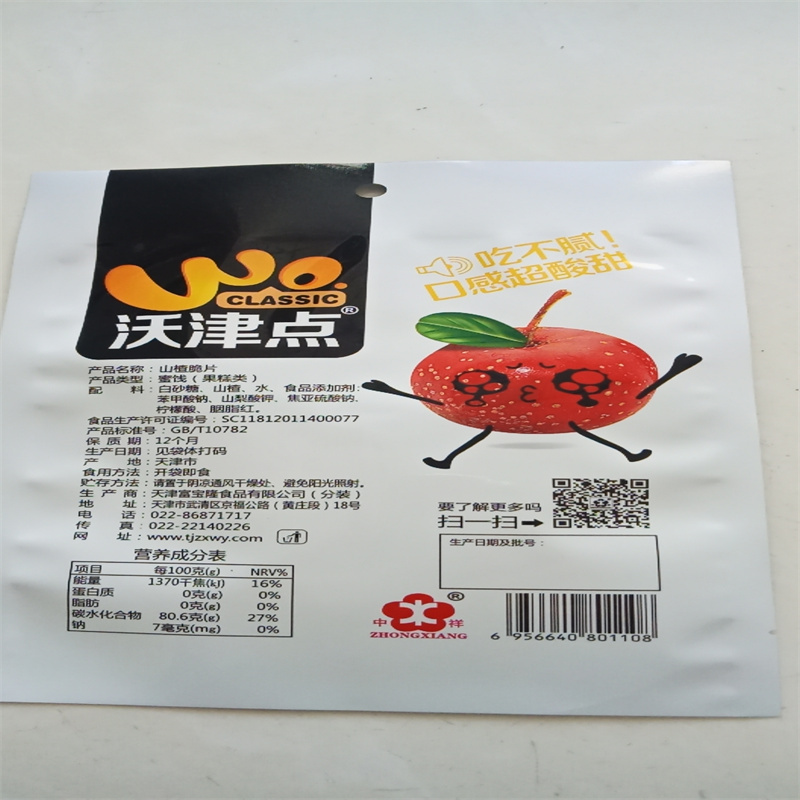 WO.
CLASSIC
沃津点®
吃不腻！
口感超酸甜
产品名称：山楂脆片
产品类型：蜜饯（果糕类）
配 料：白砂糖、山楂、水、食品添加剂：
苯甲酸钠、山梨酸钾、焦亚硫酸钠、
柠檬酸、胭脂红。
食品生产许可证编号：SC11812011400077
产品标准号：GB/T10782
保 质 期：12个月
生产日期：见袋体打码
产 地：天津市
食用方法：开袋即食
贮存方法：请置于阴凉通风干燥处、避免阳光照射。
生 产 商：天津富宝隆食品有限公司（分装）
地 址：天津市武清区京福公路（黄庄段）18号
电 话：022-86871717
传 真：022-22140226
网 址：www.tjzxwy.com
营养成分表
项目 每100克(g) NRV%
能量 1370千焦(kJ) 16%
蛋白质 0克(g) 0%
脂肪 0克(g) 0%
碳水化合物 80.6克(g) 27%
钠 7毫克(mg) 0%
要了解更多吗
扫一扫➡
生产日期及批号：
中 祥 ®
ZHONGXIANG
6 956640 801108